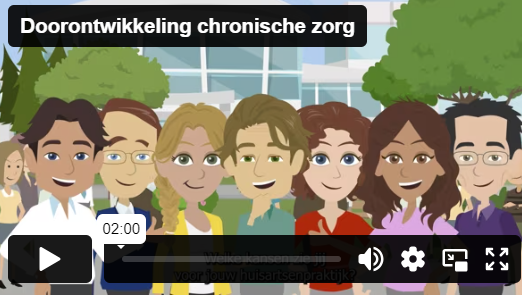 Doorontwikkeling chronische zorg
02:00
Welke kansen zie jij
voor jouw huisartsenpraktijk?